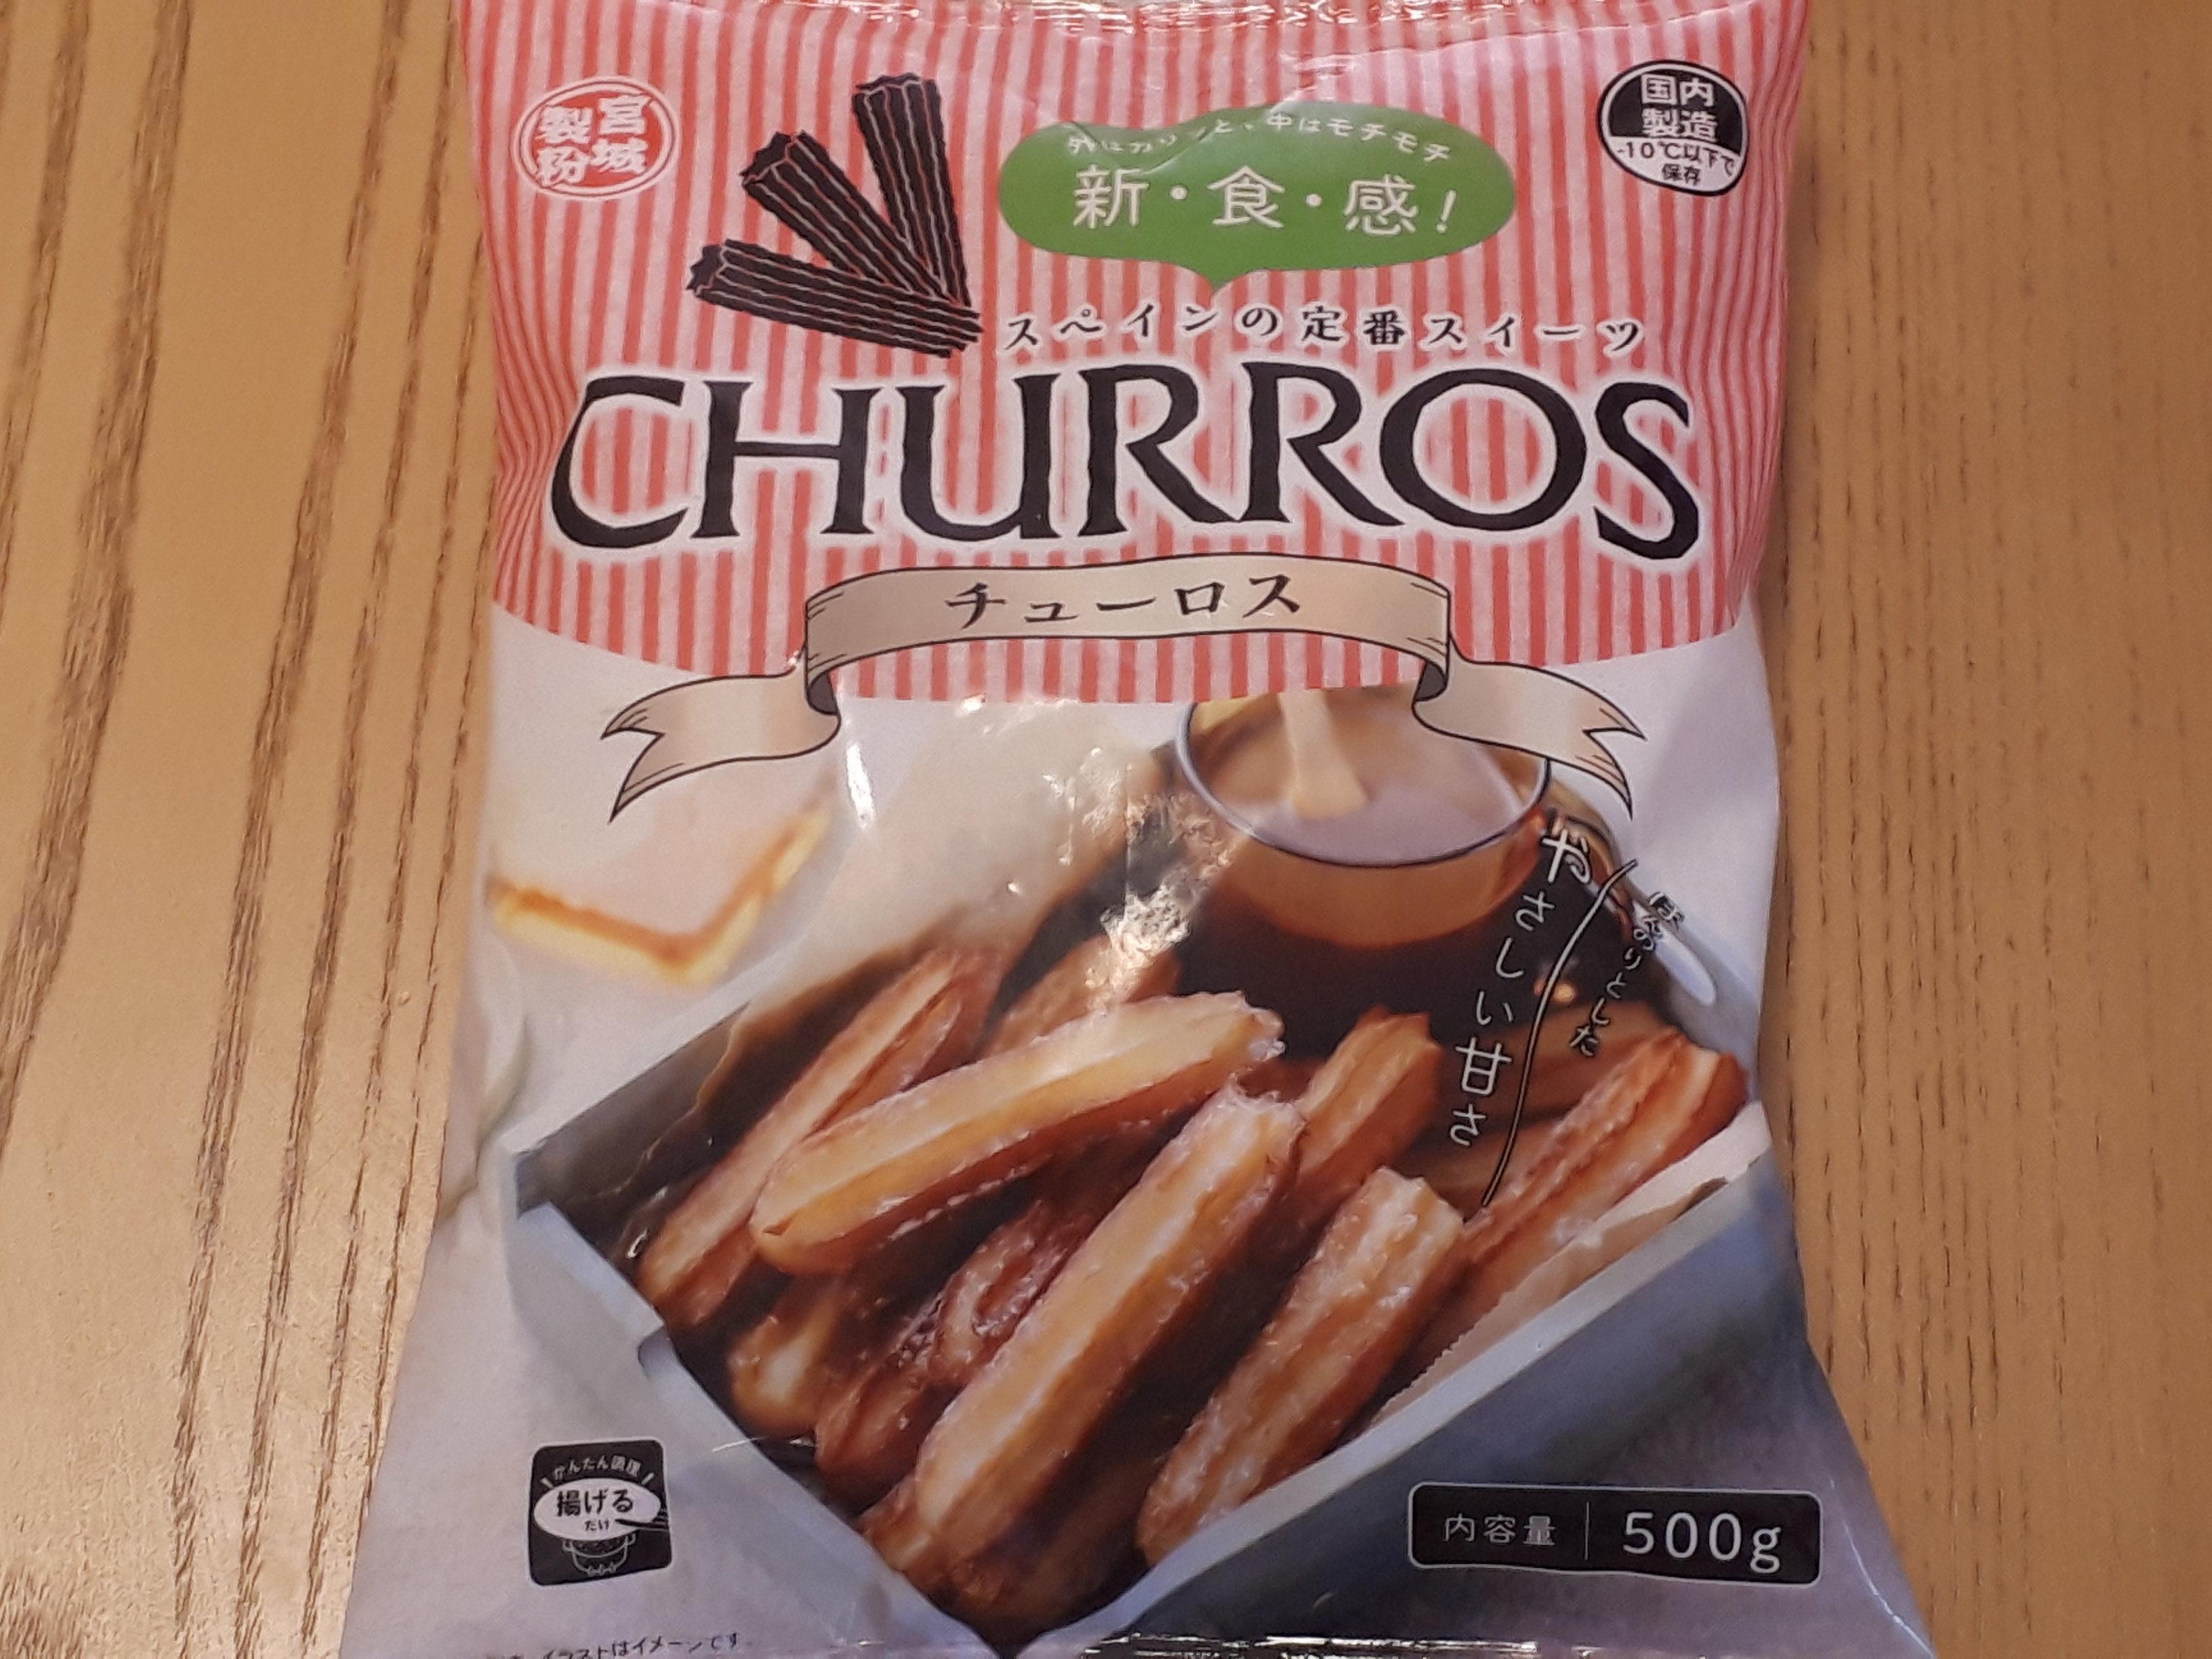 宮城
製粉
外はカリッと、中はモチモチ
新・食・感!
国内
製造
-10℃以下で
保存
スペインの定番スイーツ
CHURROS
チューロス
ほんのりとした
やさしい甘さ
かんたん調理
揚げる
だけ
内容量 500g
イラストはイメージです